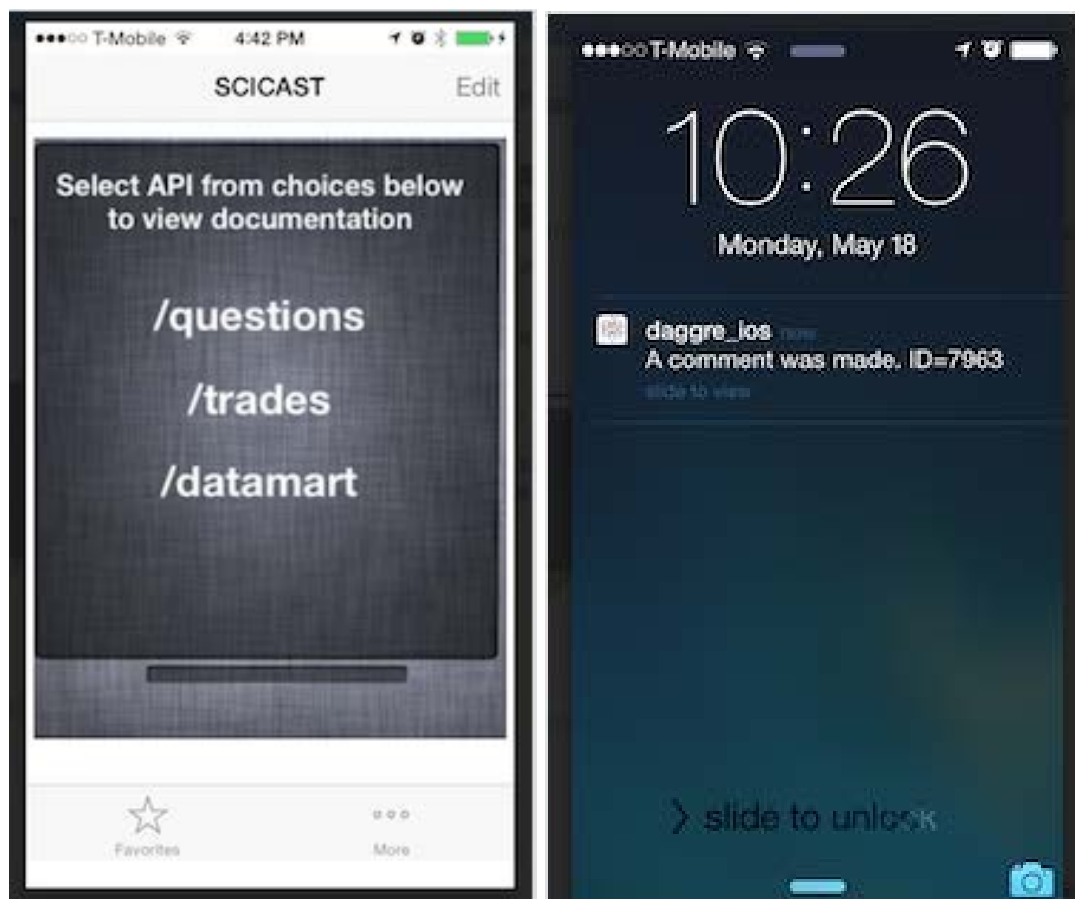 T-Mobile 4:42 PM
SCICAST Edit
Select API from choices below
to view documentation
/questions
/trades
/datamart
Favorites More
T-Mobile
10:26
Monday, May 18
daggre_ios now
A comment was made. ID=7963
slide to view
> slide to unlock